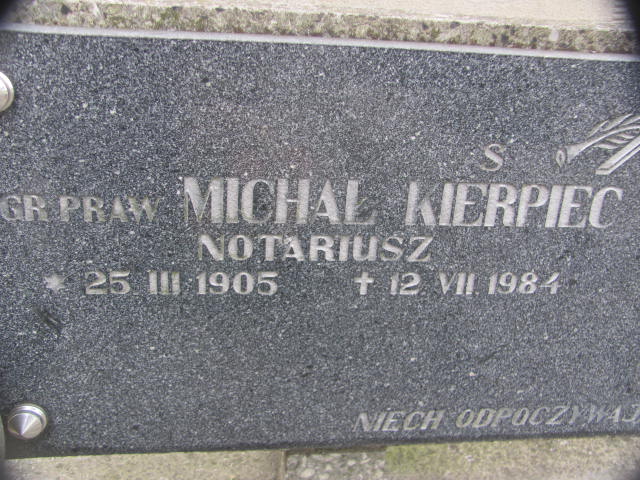 S
GR PRAW MICHAŁ KIERPIEC
NOTARIUSZ
* 25 III 1905 † 12 VII 1984
NIECH ODPOCZYWAJ